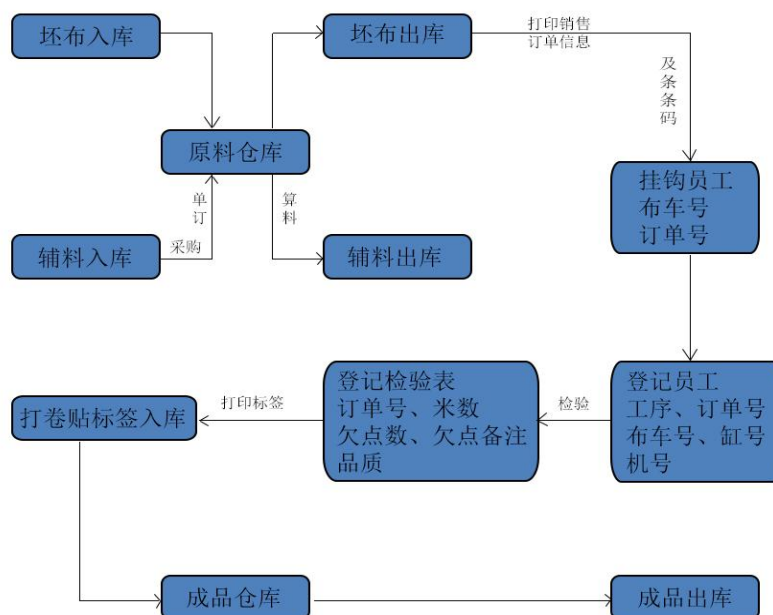 坯布入库
坯布出库
打印销售
订单信息
及
条
条
码
原料仓库
挂钩员工
布车号
订单号
单
订
算
料
采购
辅料入库
辅料出库
登记检验表
订单号、米数
欠点数、欠点备注
品质
登记员工
工序、订单号
布车号、缸号
机号
检验
打印标签
打卷贴标签入库
成品仓库
成品出库